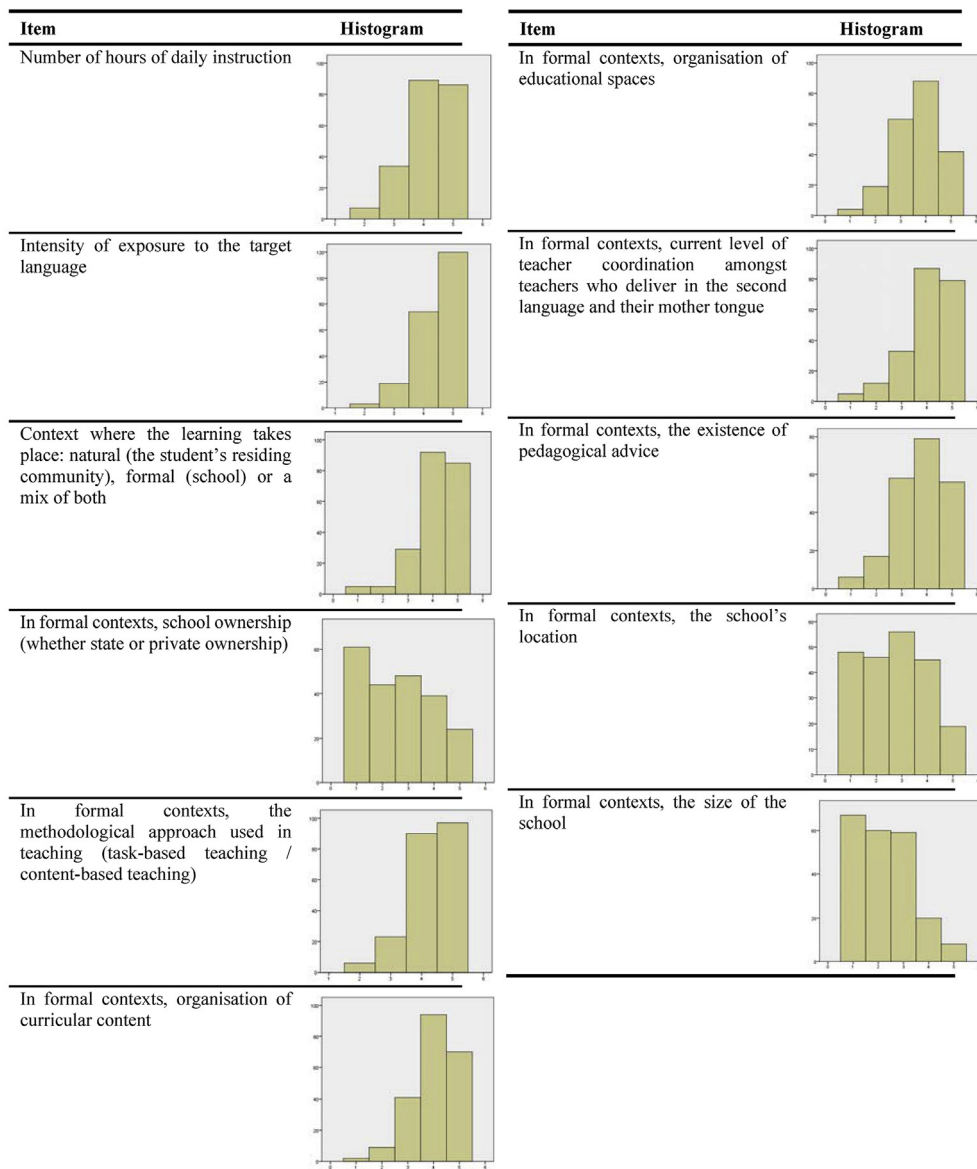 Item Histogram
Number of hours of daily instruction
Intensity of exposure to the target
language
Context where the learning takes
place: natural (the student's residing
community), formal (school) or a
mix of both
In formal contexts, school ownership
(whether state or private ownership)
In formal contexts, the
methodological approach used in
teaching (task-based teaching /
content-based teaching)
In formal contexts, organisation of
curricular content
Item Histogram
In formal contexts, organisation of
educational spaces
In formal contexts, current level of
teacher coordination amongst
teachers who deliver in the second
language and their mother tongue
In formal contexts, the existence of
pedagogical advice
In formal contexts, the school's
location
In formal contexts, the size of the
school